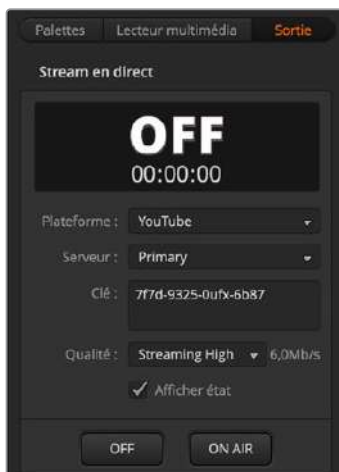 Palettes Lecteur multimédia Sortie
Stream en direct
OFF
00:00:00
Plateforme : YouTube
Serveur : Primary
Clé : 7f7d-9325-0ufx-6b87
Qualité : Streaming High 6,0Mb/s
Afficher état
OFF ON AIR